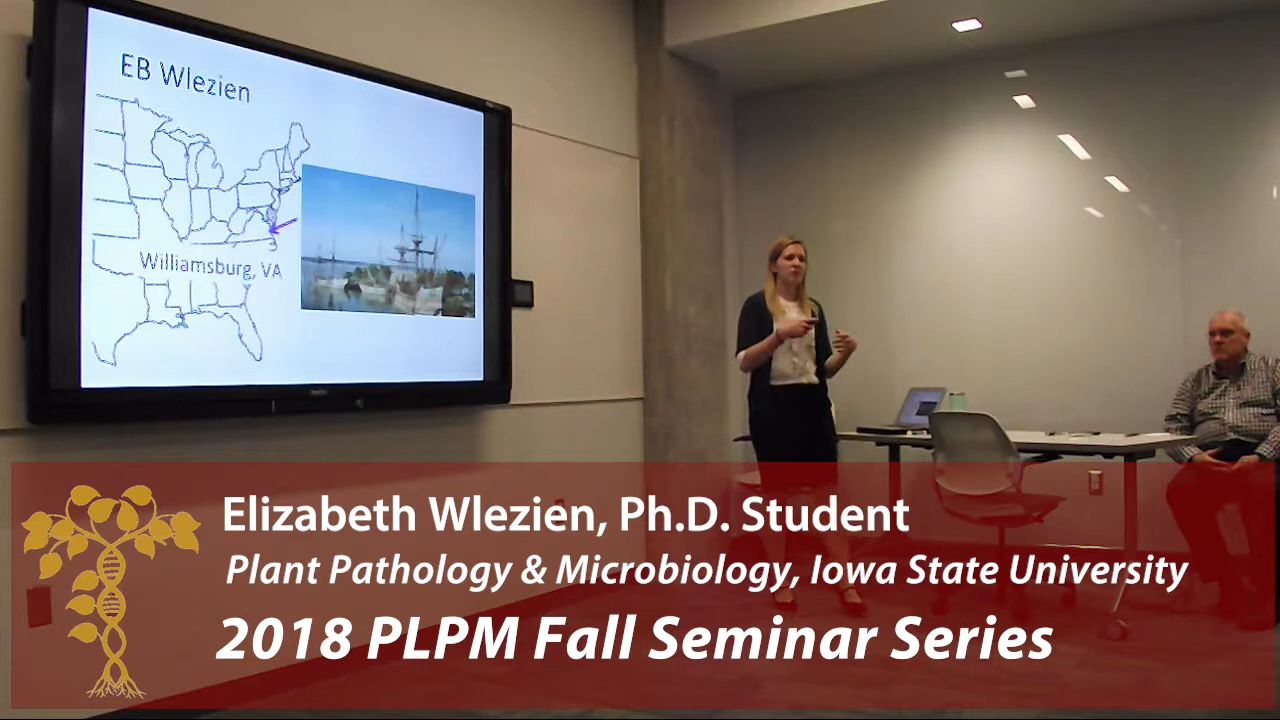 EB Wlezien
Williamsburg, VA
Elizabeth Wlezien, Ph.D. Student
Plant Pathology & Microbiology, Iowa State University
2018 PLPM Fall Seminar Series